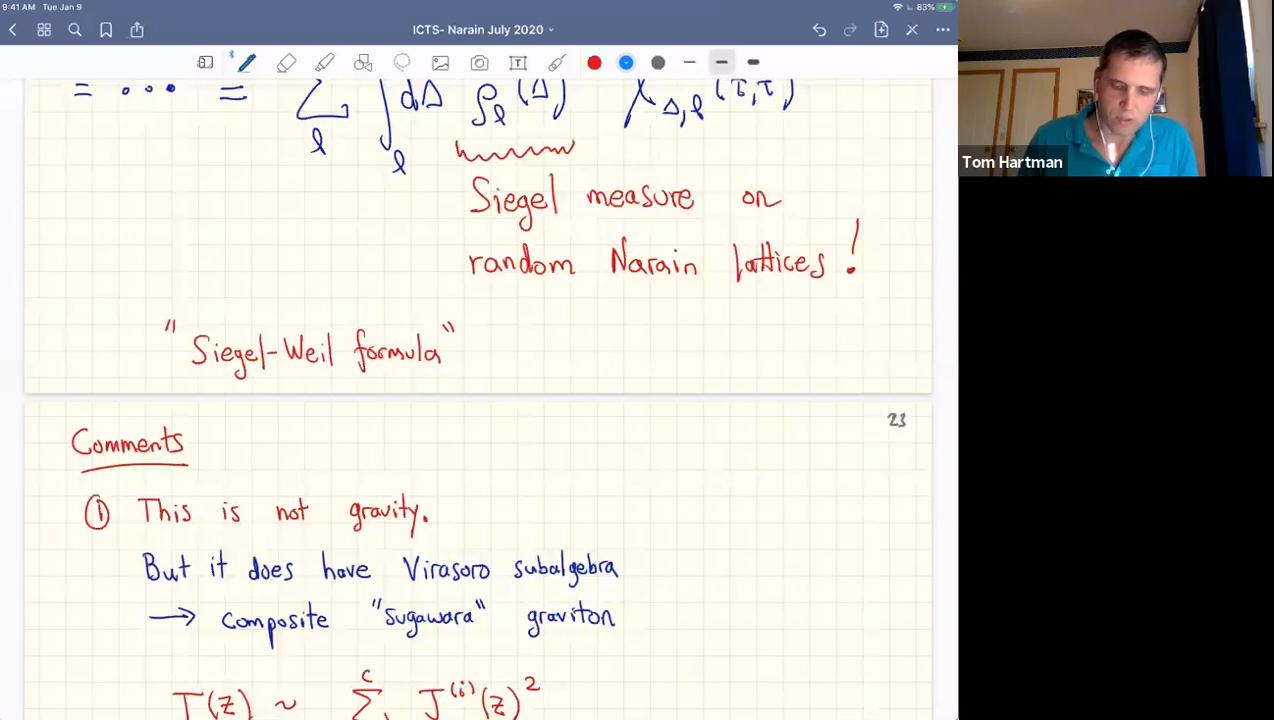 9:41 AM Tue Jan 9
83%
ICTS- Narain July 2020
= ... = Σ_ℓ ∫_ℓ dΔ ρ_ℓ(Δ) χ_{Δ,ℓ}(τ,τ̄)
Siegel measure on
random Narain lattices!
"Siegel-Weil formula"
23
Comments
① This is not gravity.
But it does have Virasoro subalgebra
→ composite "sugawara" graviton
T(z) ~ Σ^c J^(i)(z)^2
Tom Hartman